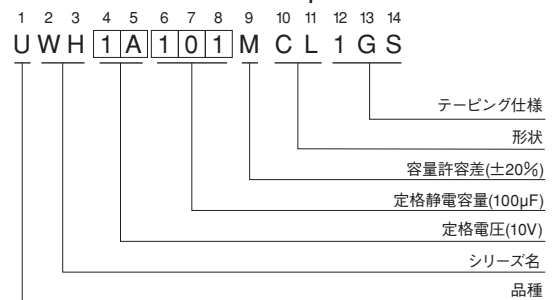 1 2 3 4 5 6 7 8 9 10 11 12 13 14
U W H 1 A 1 0 1 M C L 1 G S
テーピング仕様
形状
容量許容差(±20%)
定格静電容量(100µF)
定格電圧(10V)
シリーズ名
品種